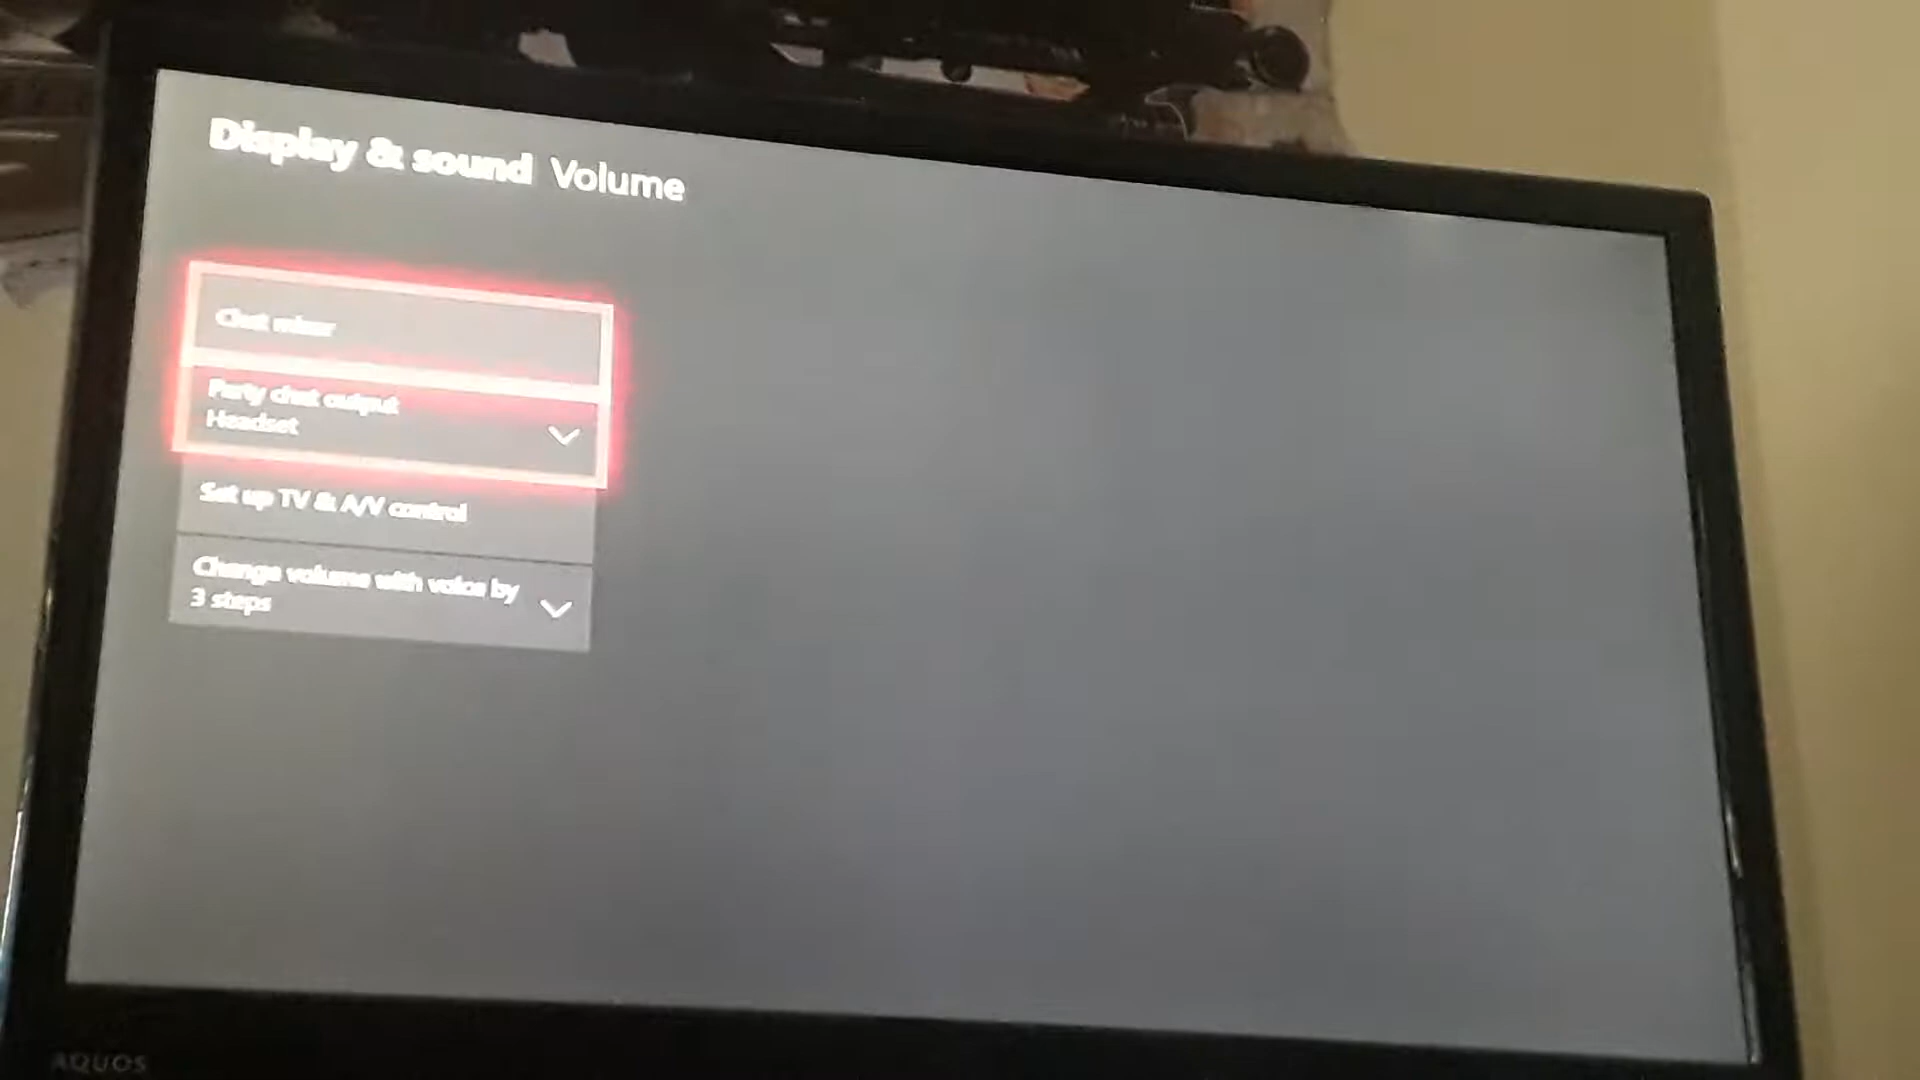 Display & sound Volume
Chat mixer
Party chat output
Headset
Set up TV & A/V control
Change volume with voice by
3 steps
AQUOS